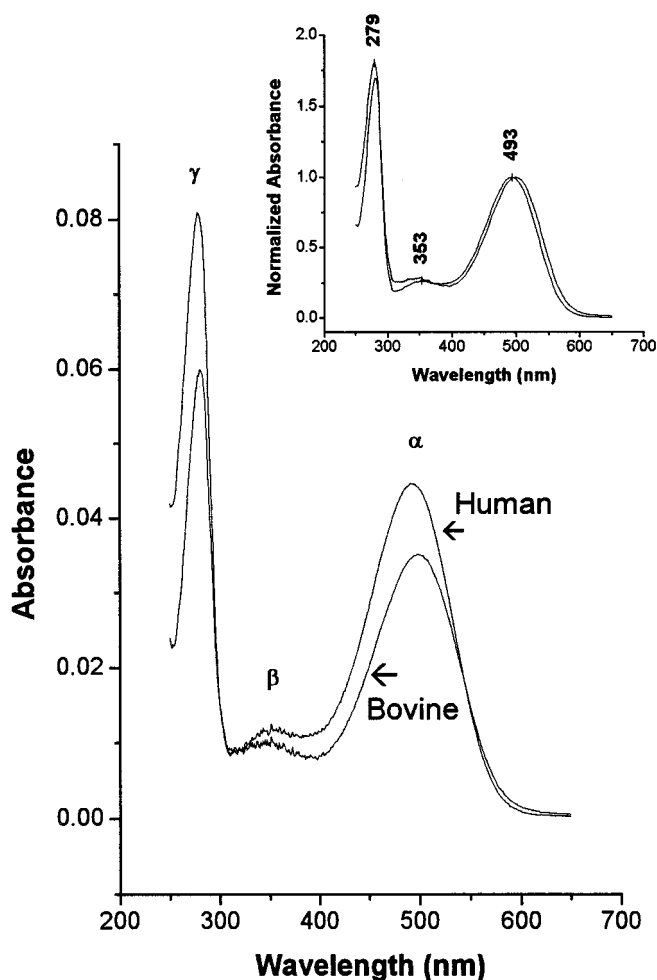 279
353
493
2.0
1.5
1.0
0.5
0.0
Normalized Absorbance
200 300 400 500 600 700
Wavelength (nm)
γ
β
α
Human
Bovine
0.08
0.06
0.04
0.02
0.00
Absorbance
200 300 400 500 600 700
Wavelength (nm)